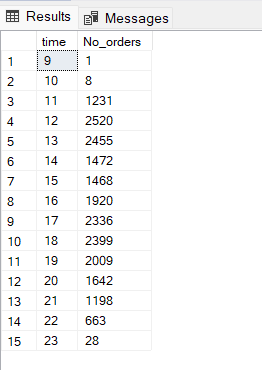 Results Messages
time No_orders
1 9 1
2 10 8
3 11 1231
4 12 2520
5 13 2455
6 14 1472
7 15 1468
8 16 1920
9 17 2336
10 18 2399
11 19 2009
12 20 1642
13 21 1198
14 22 663
15 23 28